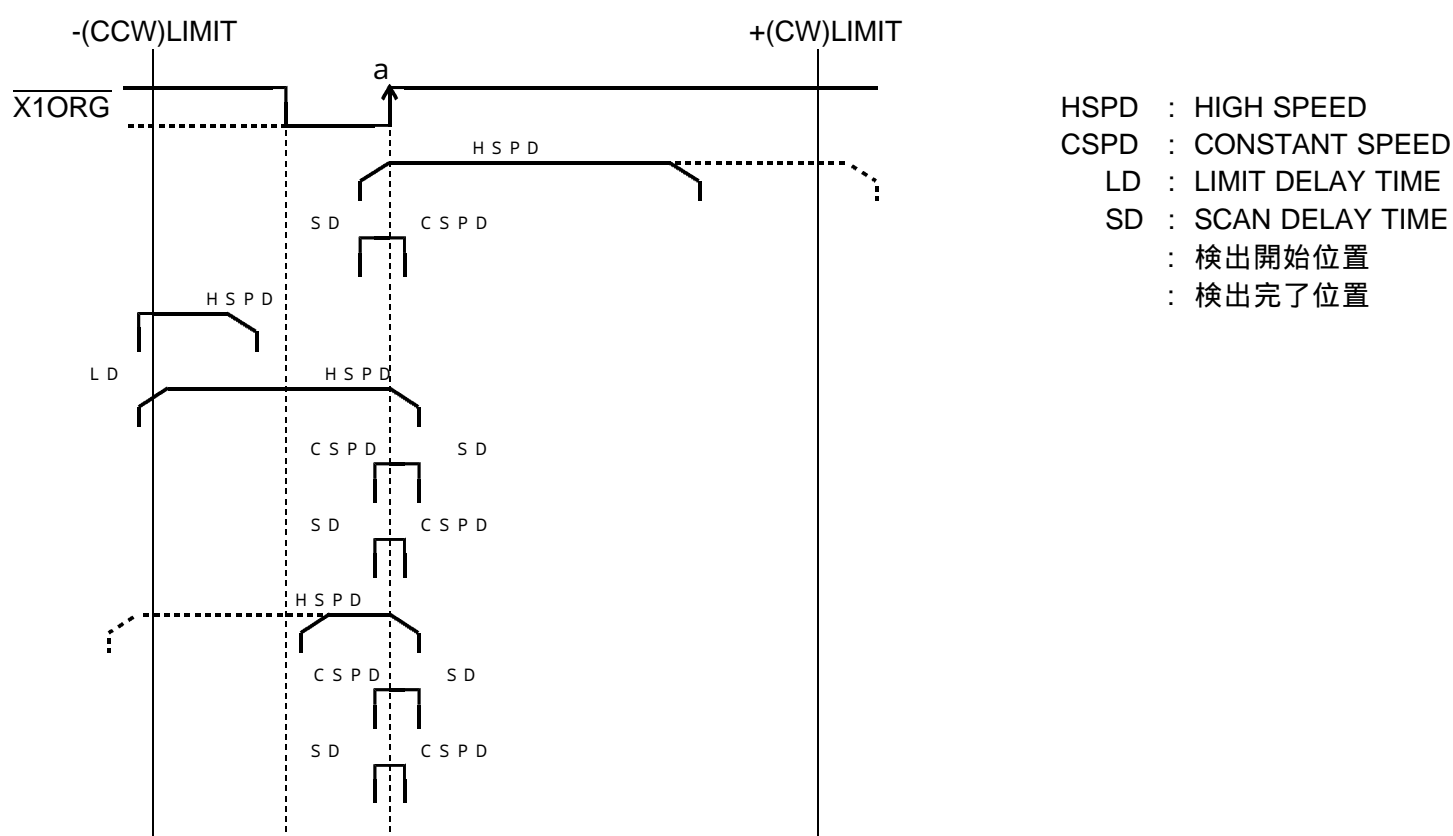 -(CCW)LIMIT
+(CW)LIMIT
a
X1ORG
HSPD
SD CSPD
HSPD
LD HSPD
CSPD SD
SD CSPD
HSPD
CSPD SD
SD CSPD
HSPD : HIGH SPEED
CSPD : CONSTANT SPEED
LD : LIMIT DELAY TIME
SD : SCAN DELAY TIME
: 検出開始位置
: 検出完了位置